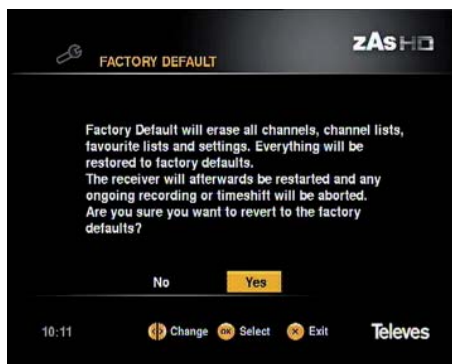 zAs HD
FACTORY DEFAULT
Factory Default will erase all channels, channel lists,
favourite lists and settings. Everything will be
restored to factory defaults.
The receiver will afterwards be restarted and any
ongoing recording or timeshift will be aborted.
Are you sure you want to revert to the factory
defaults?
No Yes
10:11 Change OK Select X Exit Televes